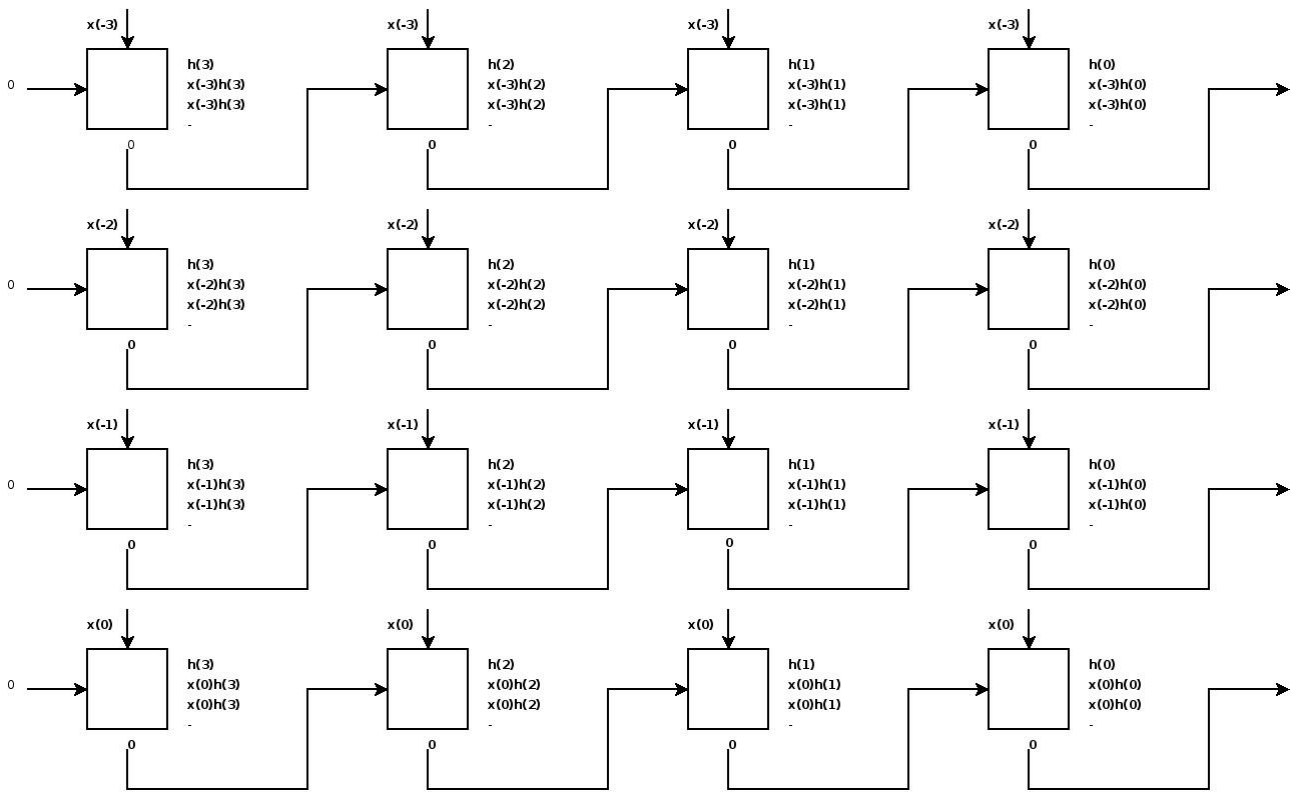 x(-3) x(-3) x(-3) x(-3)
h(3) h(2) h(1) h(0)
0 x(-3)h(3) x(-3)h(2) x(-3)h(1) x(-3)h(0)
x(-3)h(3) x(-3)h(2) x(-3)h(1) x(-3)h(0)
- - - -
0 0 0 0
x(-2) x(-2) x(-2) x(-2)
h(3) h(2) h(1) h(0)
0 x(-2)h(3) x(-2)h(2) x(-2)h(1) x(-2)h(0)
x(-2)h(3) x(-2)h(2) x(-2)h(1) x(-2)h(0)
- - - -
0 0 0 0
x(-1) x(-1) x(-1) x(-1)
h(3) h(2) h(1) h(0)
0 x(-1)h(3) x(-1)h(2) x(-1)h(1) x(-1)h(0)
x(-1)h(3) x(-1)h(2) x(-1)h(1) x(-1)h(0)
- - - -
0 0 0 0
x(0) x(0) x(0) x(0)
h(3) h(2) h(1) h(0)
0 x(0)h(3) x(0)h(2) x(0)h(1) x(0)h(0)
x(0)h(3) x(0)h(2) x(0)h(1) x(0)h(0)
- - - -
0 0 0 0